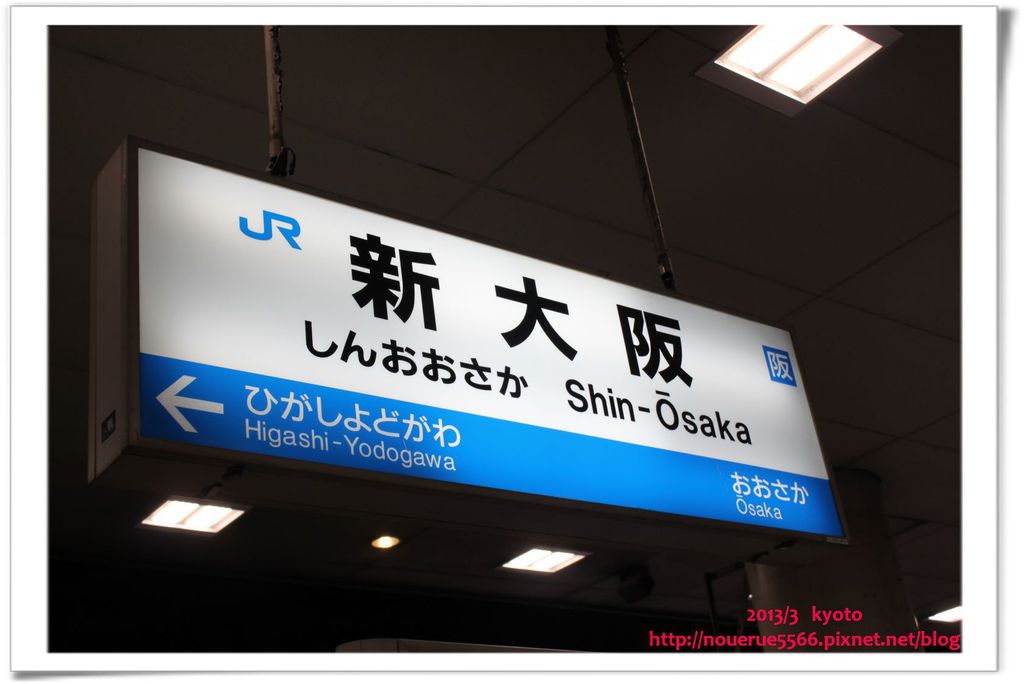 JR
新大阪
阪
しんおおさか Shin-Ōsaka
← ひがしよどがわ
Higashi-Yodogawa
おおさか
Ōsaka
2013/3 kyoto
http://nouerue5566.pixnet.net/blog